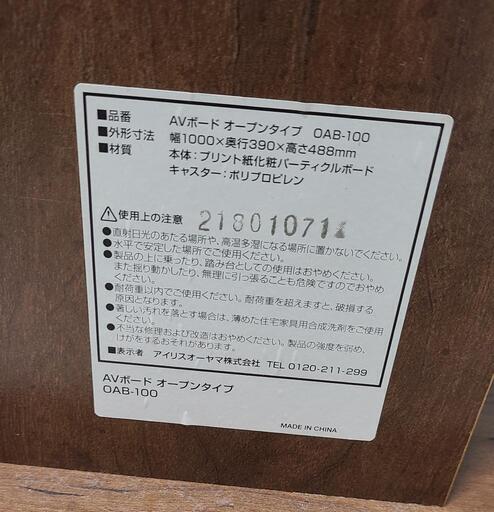 ■品番 AVボード オープンタイプ OAB-100
■外形寸法 幅1000×奥行390×高さ488mm
■材質 本体：プリント紙化粧パーティクルボード
キャスター：ポリプロピレン
⚠使用上の注意 218010711
●直射日光のあたる場所や、高温多湿になる場所に置かないでください。
●水平で安定した場所でご使用ください。
●製品の上に乗ったり、踏み台としての使用はおやめください。
また揺り動かしたり、無理に引っ張ることも危険ですのでおやめ
ください。
●耐荷重以内でご使用ください。耐荷重を超えますと、破損する
原因となります。
●著しい汚れを落とす場合は、薄めた住宅家具用合成洗剤をご使用
ください。
●不当な修理および改造はおやめください。製品の強度を弱め、
けがをするおそれがあります。
■表示者 アイリスオーヤマ株式会社 TEL 0120-211-299
AVボード オープンタイプ
OAB-100
MADE IN CHINA